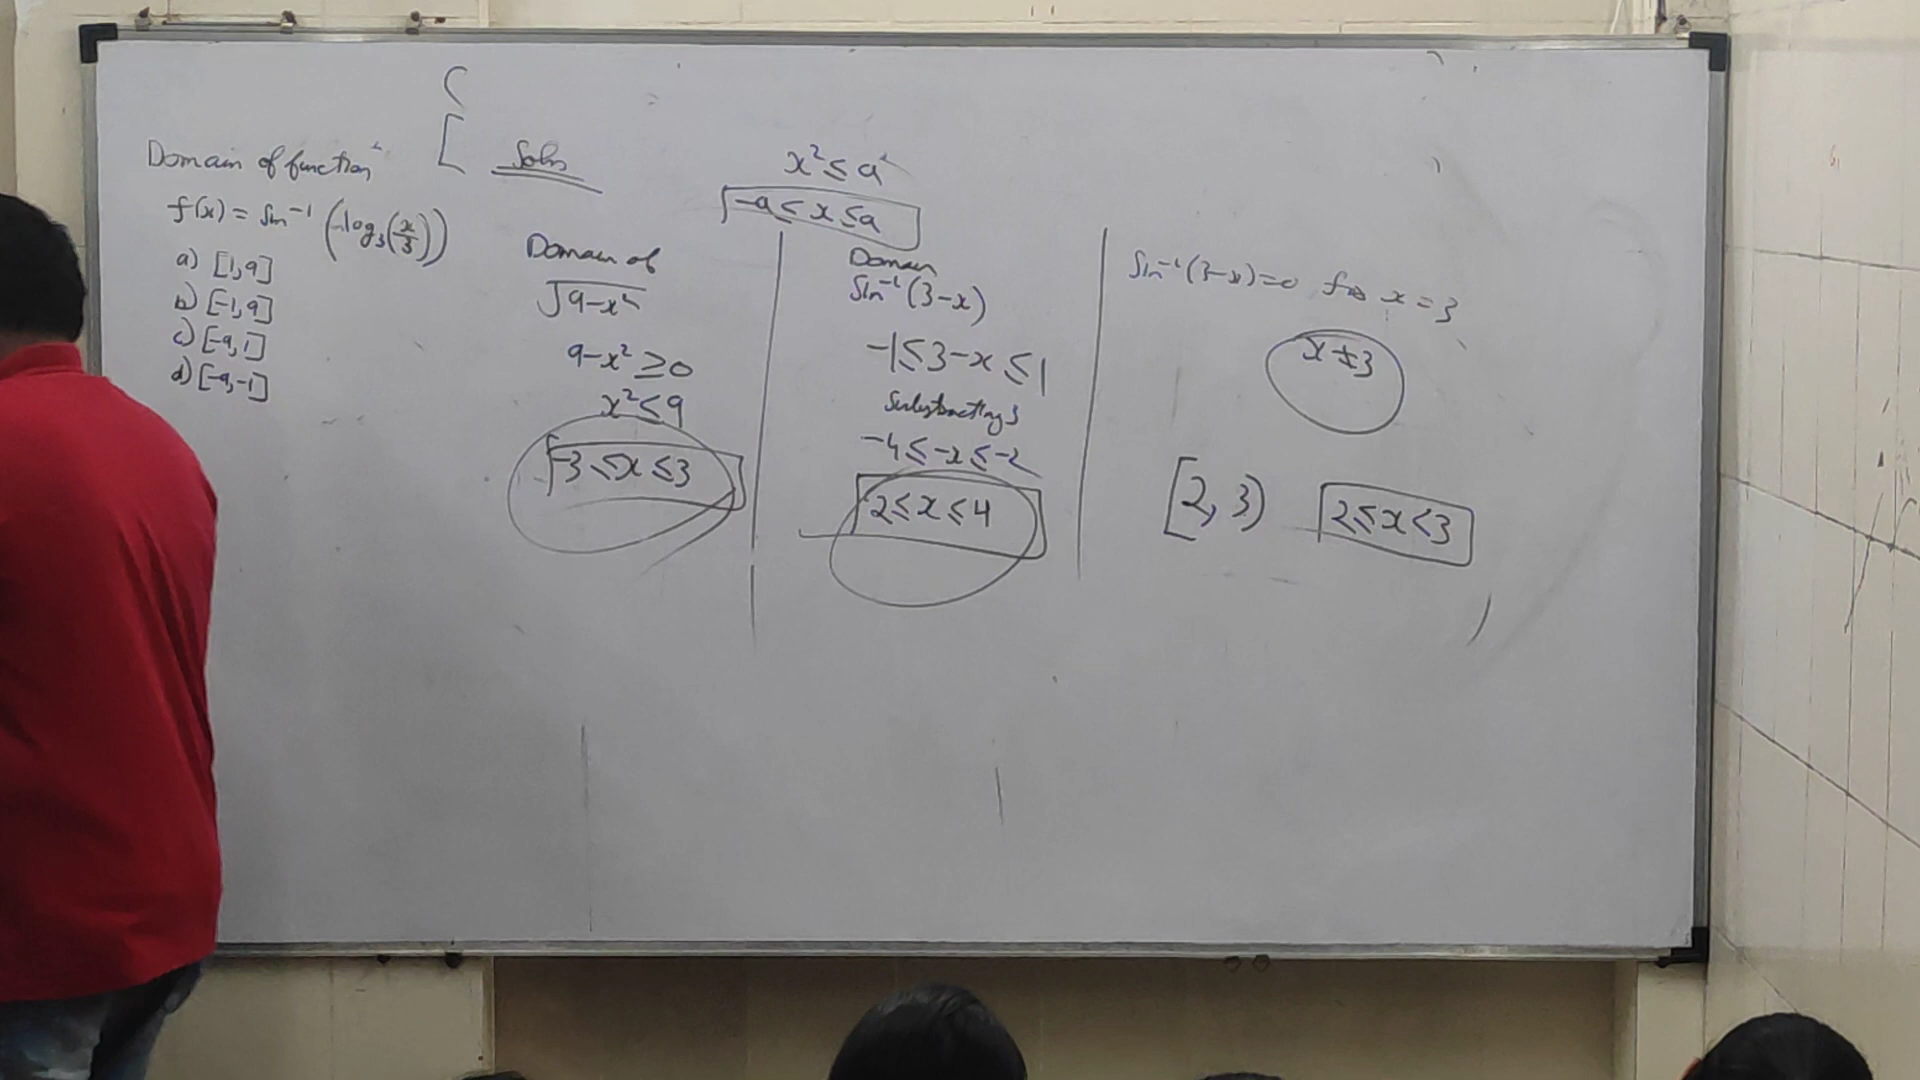 (
[
Domain of function
f(x) = Sin⁻¹ (log₃(x/3))
a) [1,9]
b) [-1,9]
c) [-9,1]
d) [-9,-1]
Soln
x² ≤ a²
-a ≤ x ≤ a
Domain of
√9-x²
9-x² ≥ 0
x² ≤ 9
-3 ≤ x ≤ 3
Domain
Sin⁻¹(3-x)
-1 ≤ 3-x ≤ 1
Substracting 3
-4 ≤ -x ≤ -2
2 ≤ x ≤ 4
Sin⁻¹(3-x)=0 for x = 3
x ≠ 3
[2, 3) 2 ≤ x < 3